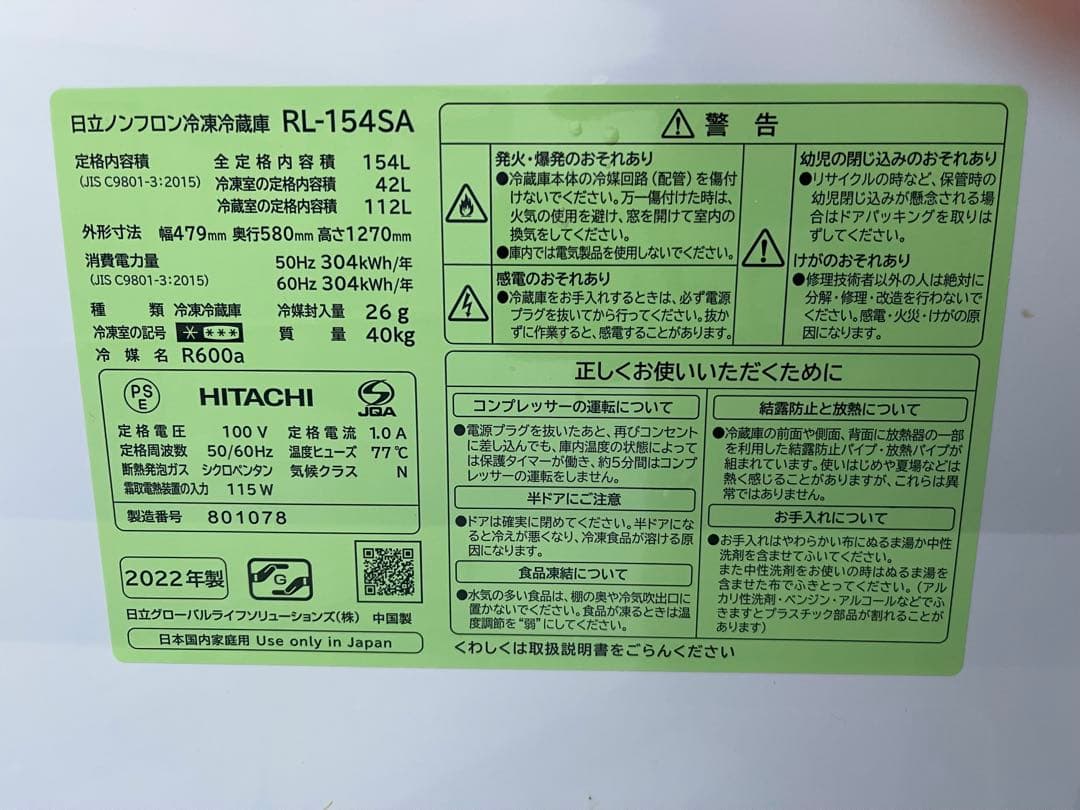 日立ノンフロン冷凍冷蔵庫 RL-154SA
定格内容積 全定格内容積 154L
(JIS C9801-3:2015) 冷凍室の定格内容積 42L
冷蔵室の定格内容積 112L
外形寸法 幅479mm 奥行580mm 高さ1270mm
消費電力量 50Hz 304kWh/年
(JIS C9801-3:2015) 60Hz 304kWh/年
種類 冷凍冷蔵庫 冷媒封入量 26g
冷凍室の記号 * *** 質量 40kg
冷媒名 R600a
PSE HITACHI JQA
定格電圧 100V 定格電流 1.0A
定格周波数 50/60Hz 温度ヒューズ 77℃
断熱発泡ガス シクロペンタン 気候クラス N
霜取電熱装置の入力 115W
製造番号 801078
2022年製 G
日立グローバルライフソリューションズ(株) 中国製
日本国内家庭用 Use only in Japan
警告
発火・爆発のおそれあり
●冷蔵庫本体の冷媒回路(配管)を傷付
けないでください。万一傷付けた時は、
火気の使用を避け、窓を開けて室内の
換気をしてください。
●庫内では電気製品を使用しないでください。
感電のおそれあり
●冷蔵庫をお手入れするときは、必ず電源
プラグを抜いてから行ってください。抜か
ずに作業すると、感電することがあります。
幼児の閉じ込みのおそれあり
●リサイクルの時など、保管時の
幼児閉じ込みが懸念される場
合はドアパッキングを取りは
ずしてください。
けがのおそれあり
●修理技術者以外の人は絶対に
分解・修理・改造を行わないで
ください。感電・火災・けがの原
因になります。
正しくお使いいただくために
コンプレッサーの運転について
●電源プラグを抜いたあと、再びコンセント
に差し込んでも、庫内温度の状態によって
は保護タイマーが働き、約5分間はコンプ
レッサーの運転をしません。
半ドアにご注意
●ドアは確実に閉めてください。半ドアにな
ると冷えが悪くなり、冷凍食品が溶ける原
因になります。
食品凍結について
●水気の多い食品は、棚の奥や冷気吹出口に
置かないでください。食品が凍るときは温
度調節を“弱”にしてください。
結露防止と放熱について
●冷蔵庫の前面や側面、背面に放熱器の一部
を利用した結露防止パイプ・放熱パイプが
組まれています。使いはじめや夏場などは
熱く感じることがありますが、これらは異
常ではありません。
お手入れについて
●お手入れはやわらかい布にぬるま湯か中性
洗剤を含ませてふいてください。
また中性洗剤をお使いの時はぬるま湯を
含ませた布でふきとってください。(アル
カリ性洗剤・ベンジン・アルコールなどでふ
きますとプラスチック部品が割れることが
あります)
くわしくは取扱説明書をごらんください